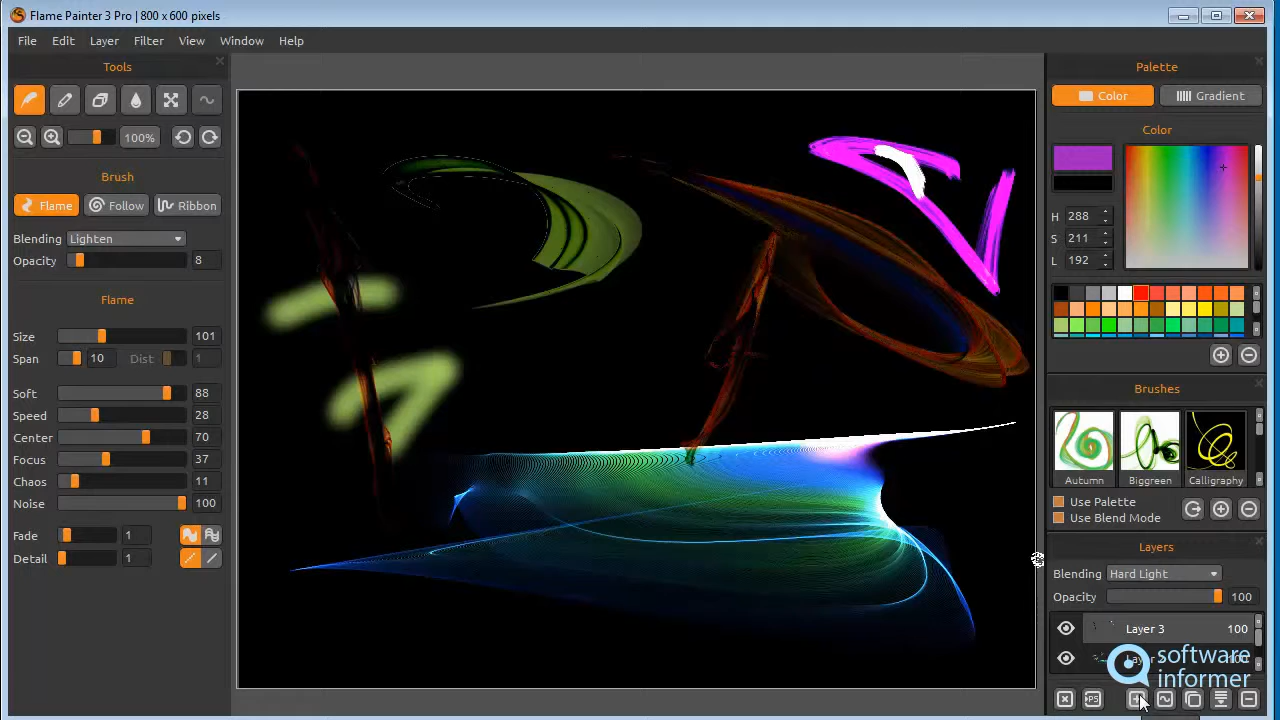 Flame Painter 3 Pro | 800 x 600 pixels
File Edit Layer Filter View Window Help
Tools
100%
Brush
Flame Follow Ribbon
Blending Lighten
Opacity 8
Flame
Size 101
Span 10 Dist 1
Soft 88
Speed 28
Center 70
Focus 37
Chaos 11
Noise 100
Fade 1
Detail 1
Palette
Color Gradient
Color
H 288
S 211
L 192
Brushes
Autumn Biggreen Calligraphy
Use Palette
Use Blend Mode
Layers
Blending Hard Light
Opacity 100
Layer 3 100
software
informer
PS